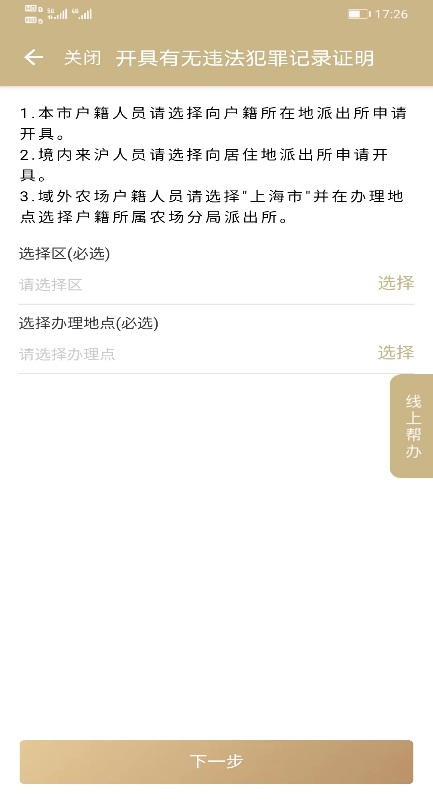 17:26
关闭 开具有无违法犯罪记录证明
1.本市户籍人员请选择向户籍所在地派出所申请
开具。
2.境内来沪人员请选择向居住地派出所申请开
具。
3.域外农场户籍人员请选择"上海市"并在办理地
点选择户籍所属农场分局派出所。
选择区(必选)
请选择区 选择
选择办理地点(必选)
请选择办理点 选择
线上帮办
下一步